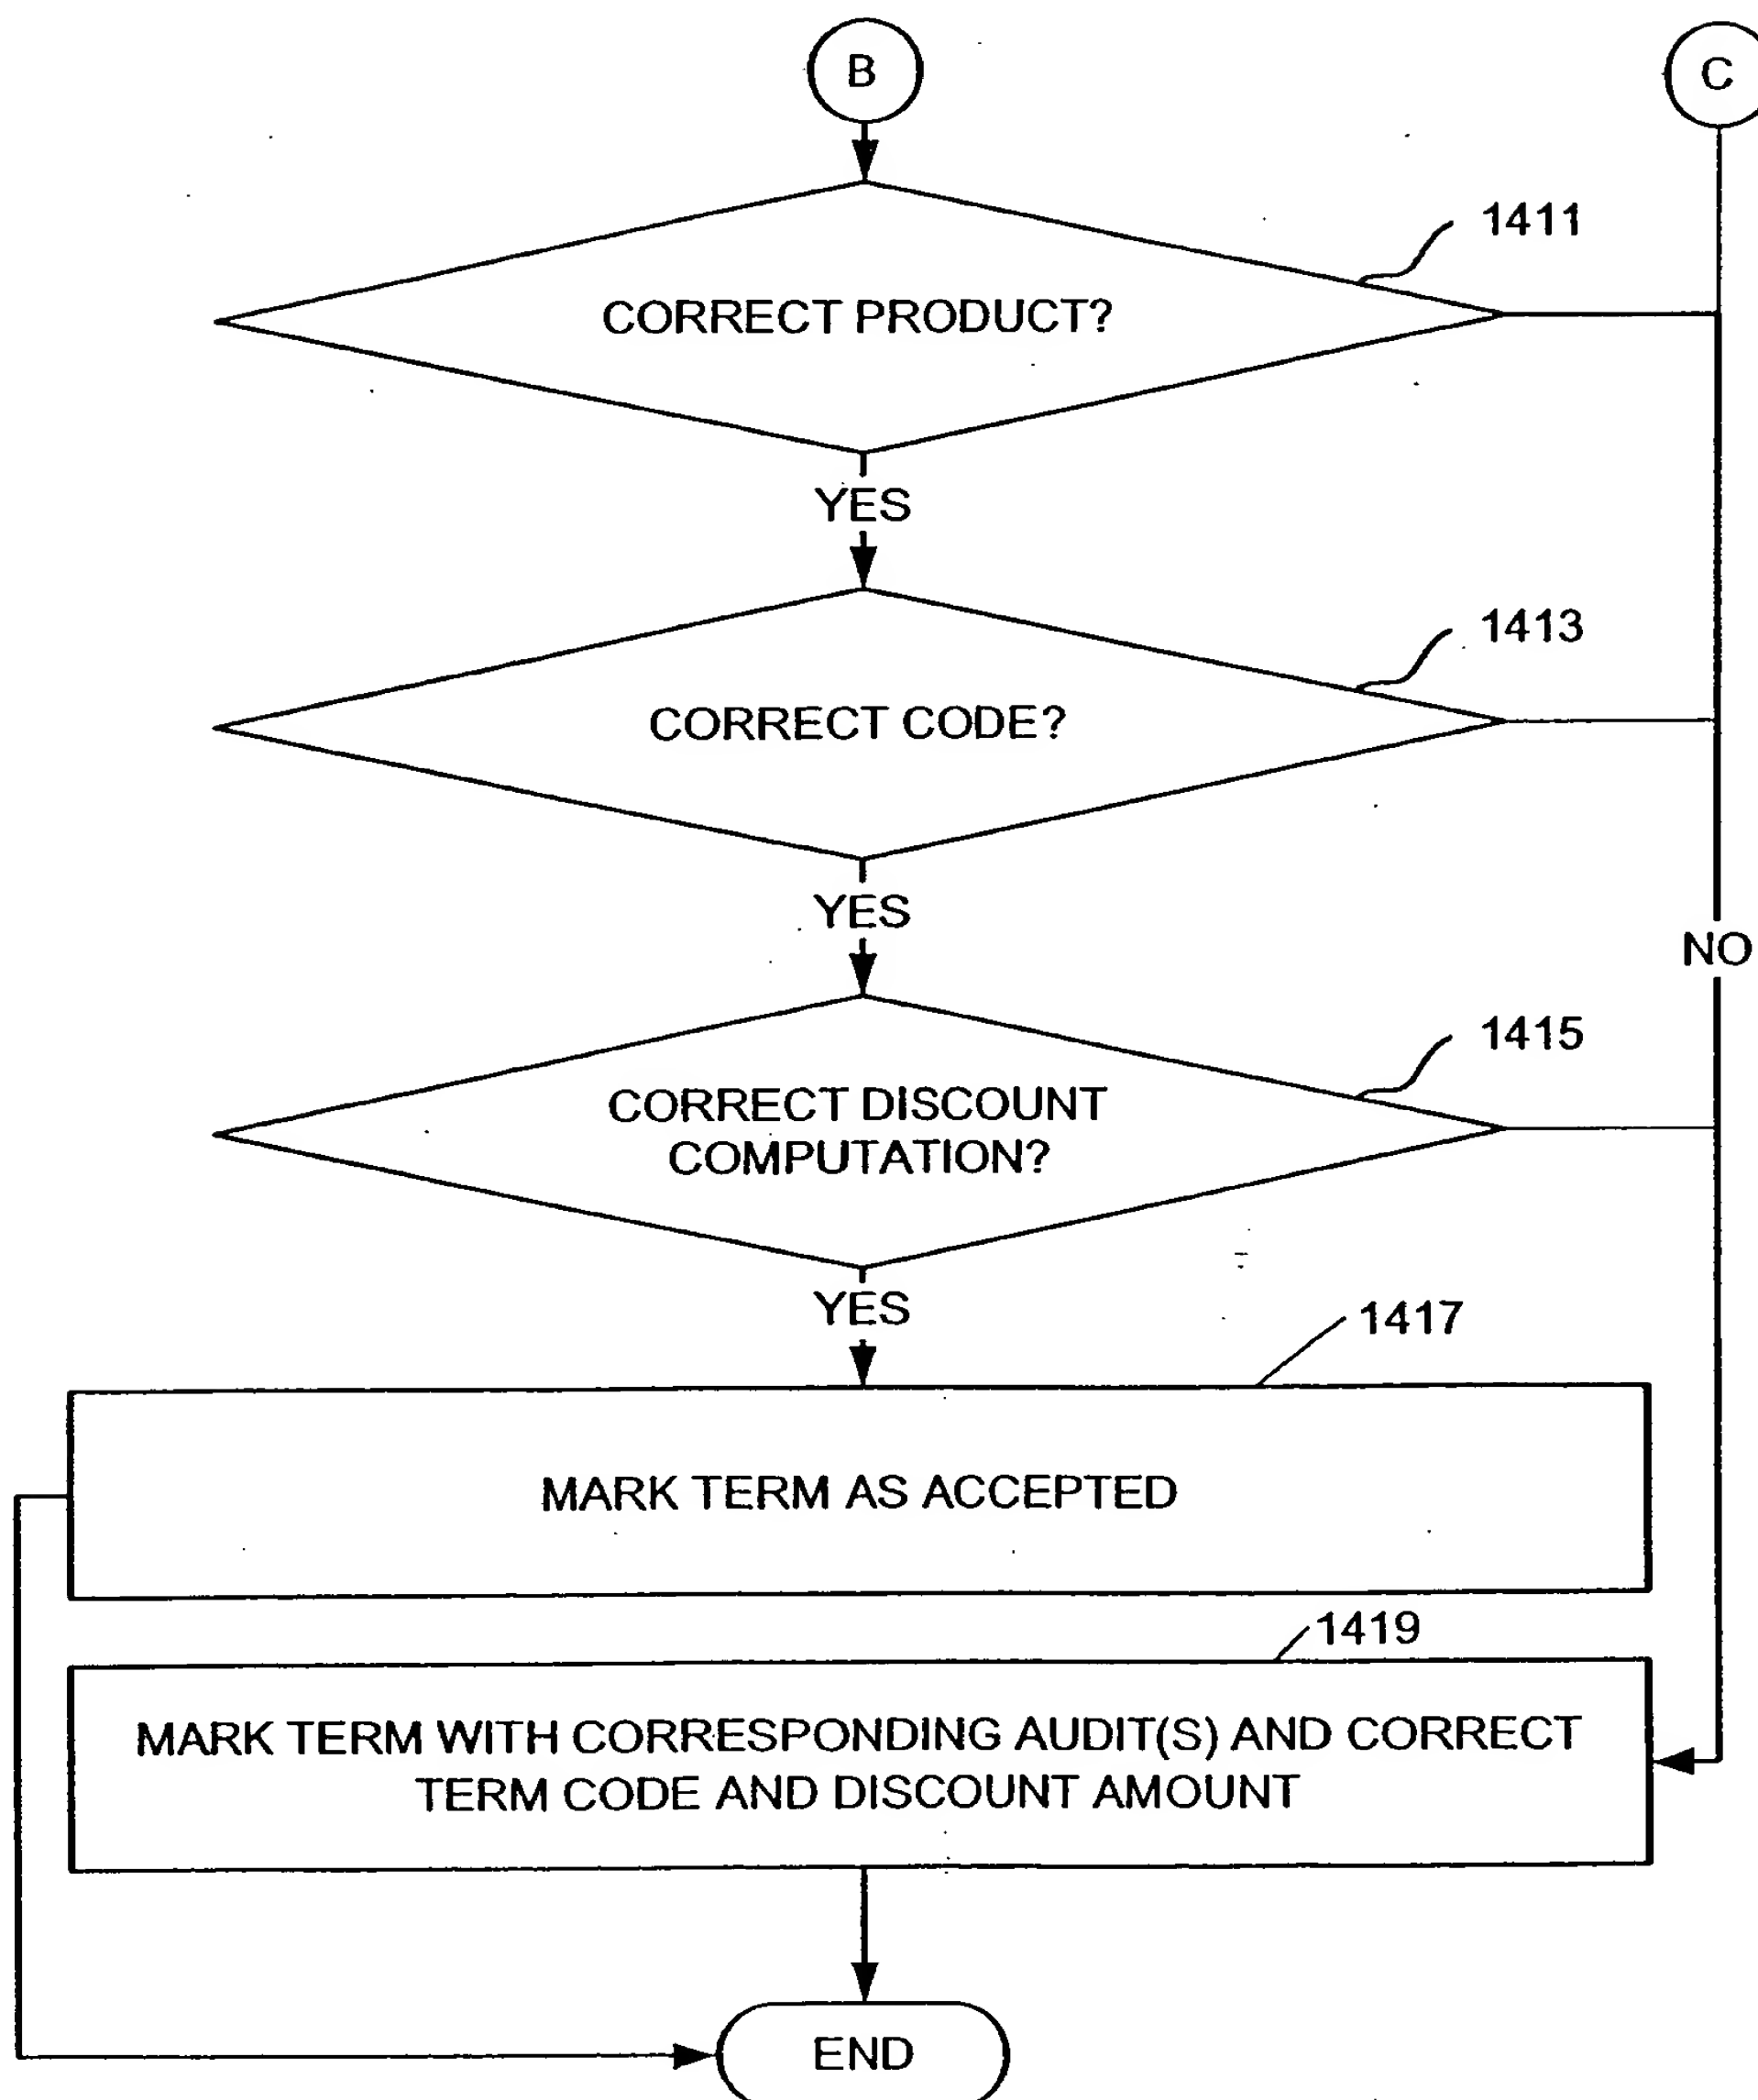 B
C
1411
CORRECT PRODUCT?
YES
1413
CORRECT CODE?
YES
NO
1415
CORRECT DISCOUNT
COMPUTATION?
YES
1417
MARK TERM AS ACCEPTED
1419
MARK TERM WITH CORRESPONDING AUDIT(S) AND CORRECT
TERM CODE AND DISCOUNT AMOUNT
END